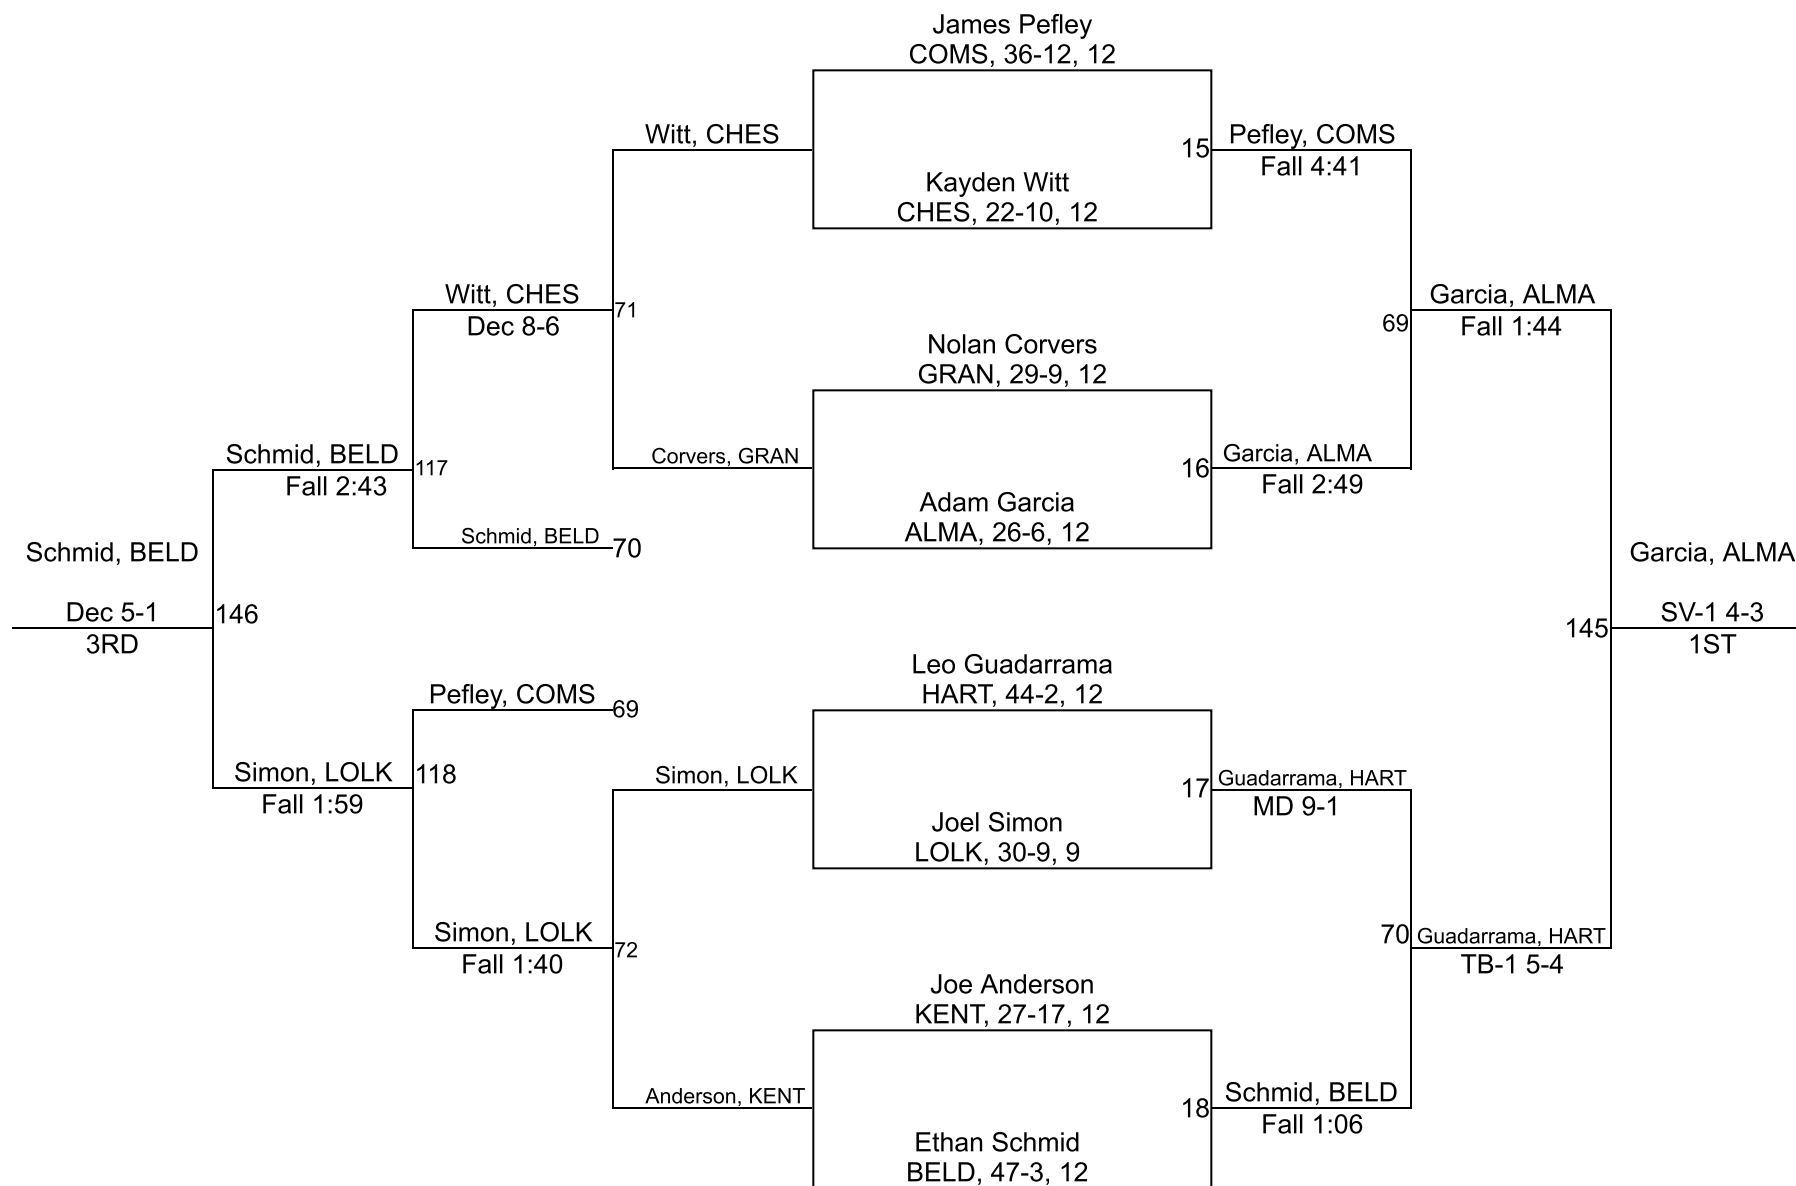 James Pefley
COMS, 36-12, 12
Witt, CHES
15
Pefley, COMS
Fall 4:41
Kayden Witt
CHES, 22-10, 12
Witt, CHES
Dec 8-6
71
69
Garcia, ALMA
Fall 1:44
Nolan Corvers
GRAN, 29-9, 12
Schmid, BELD
Fall 2:43
117
Corvers, GRAN
16
Garcia, ALMA
Fall 2:49
Adam Garcia
ALMA, 26-6, 12
Schmid, BELD
70
Schmid, BELD
Garcia, ALMA
Dec 5-1
3RD
146
145
SV-1 4-3
1ST
Leo Guadarrama
HART, 44-2, 12
Pefley, COMS
69
Simon, LOLK
Fall 1:59
118
Simon, LOLK
17
Guadarrama, HART
MD 9-1
Joel Simon
LOLK, 30-9, 9
Simon, LOLK
Fall 1:40
72
70
Guadarrama, HART
TB-1 5-4
Joe Anderson
KENT, 27-17, 12
Anderson, KENT
18
Schmid, BELD
Fall 1:06
Ethan Schmid
BELD, 47-3, 12